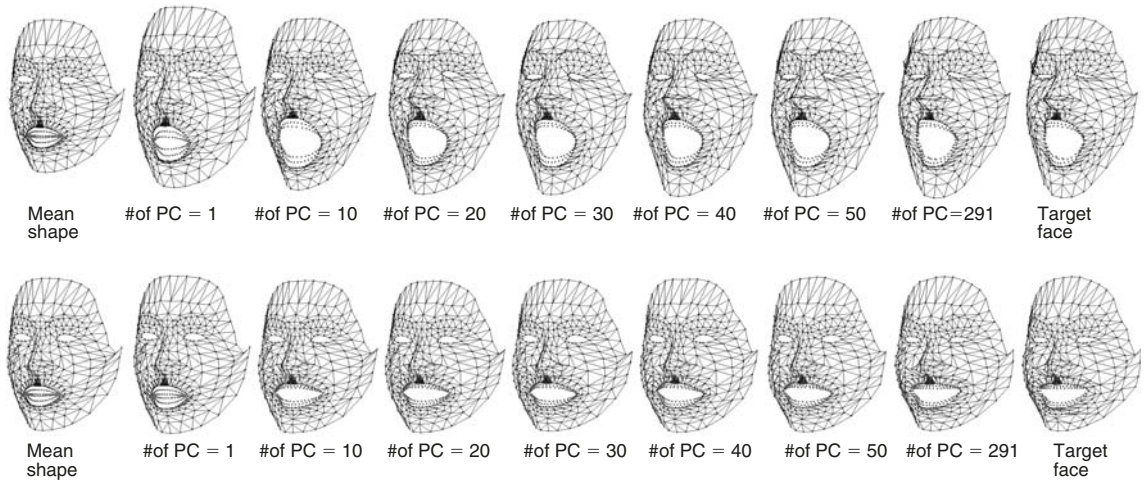 Mean shape
#of PC = 1
#of PC = 10
#of PC = 20
#of PC = 30
#of PC = 40
#of PC = 50
#of PC=291
Target face
Mean shape
#of PC = 1
#of PC = 10
#of PC = 20
#of PC = 30
#of PC = 40
#of PC = 50
#of PC = 291
Target face